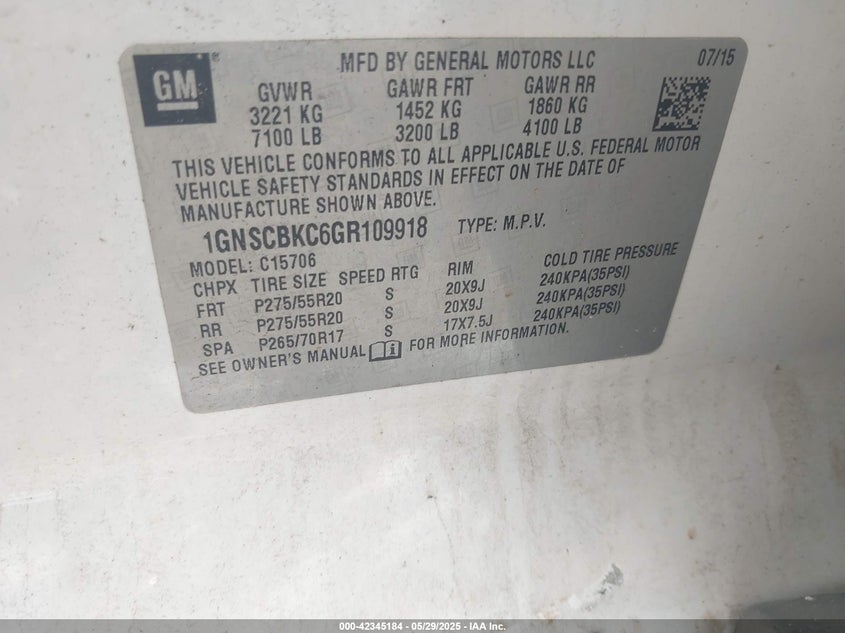 GM ®
MFD BY GENERAL MOTORS LLC 07/15
GVWR GAWR FRT GAWR RR
3221 KG 1452 KG 1860 KG
7100 LB 3200 LB 4100 LB
THIS VEHICLE CONFORMS TO ALL APPLICABLE U.S. FEDERAL MOTOR
VEHICLE SAFETY STANDARDS IN EFFECT ON THE DATE OF
MANUFACTURE SHOWN ABOVE.
1GNSCBKC6GR109918 TYPE: M.P.V.
MODEL: C15706
CHPX TIRE SIZE SPEED RTG RIM COLD TIRE PRESSURE
FRT P275/55R20 S 20X9J 240KPA(35PSI)
RR P275/55R20 S 20X9J 240KPA(35PSI)
SPA P265/70R17 S 17X7.5J 240KPA(35PSI)
SEE OWNER'S MANUAL FOR MORE INFORMATION.
000-42345184 - 05/29/2025 - IAA Inc.